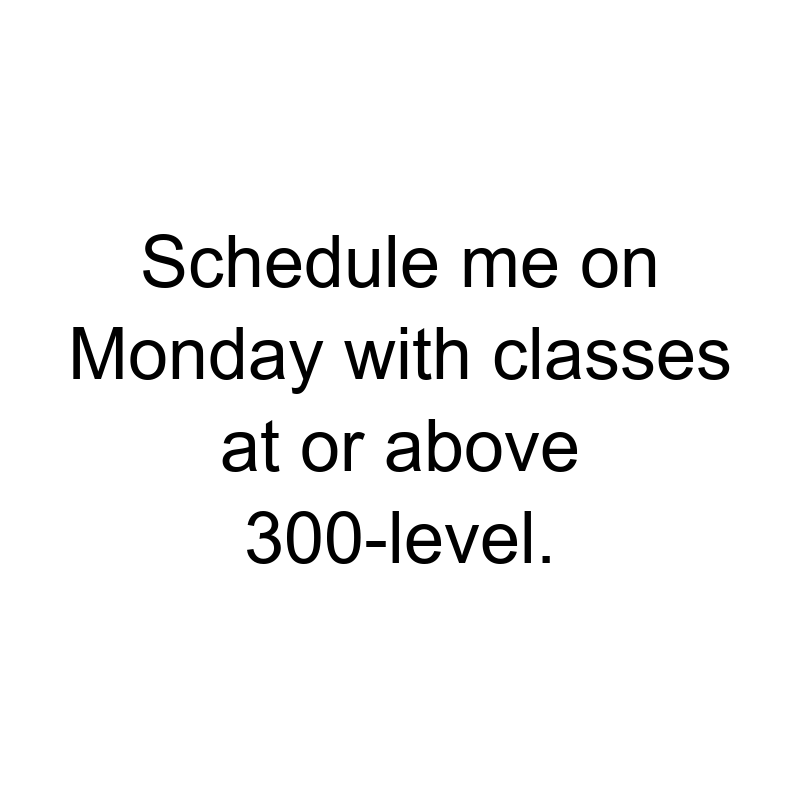 Schedule me on
Monday with classes
at or above
300-level.